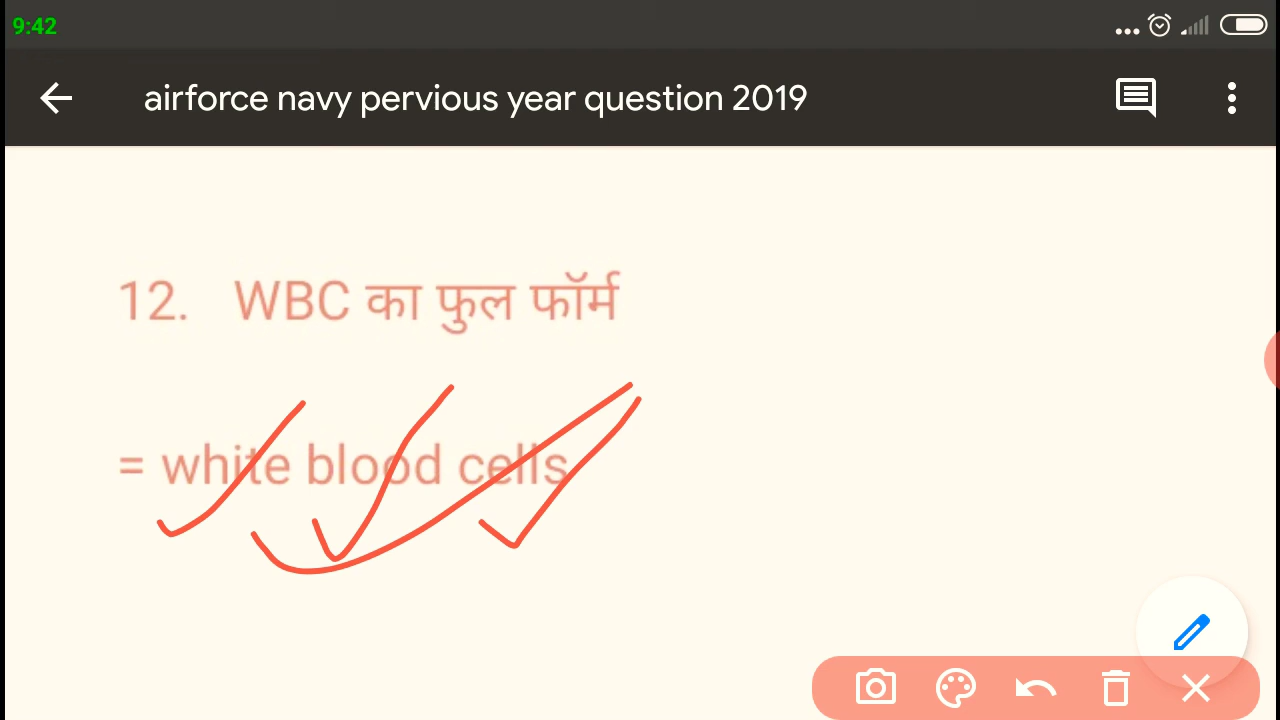 9:42
airforce navy pervious year question 2019
12. WBC का फुल फॉर्म
= white blood cells